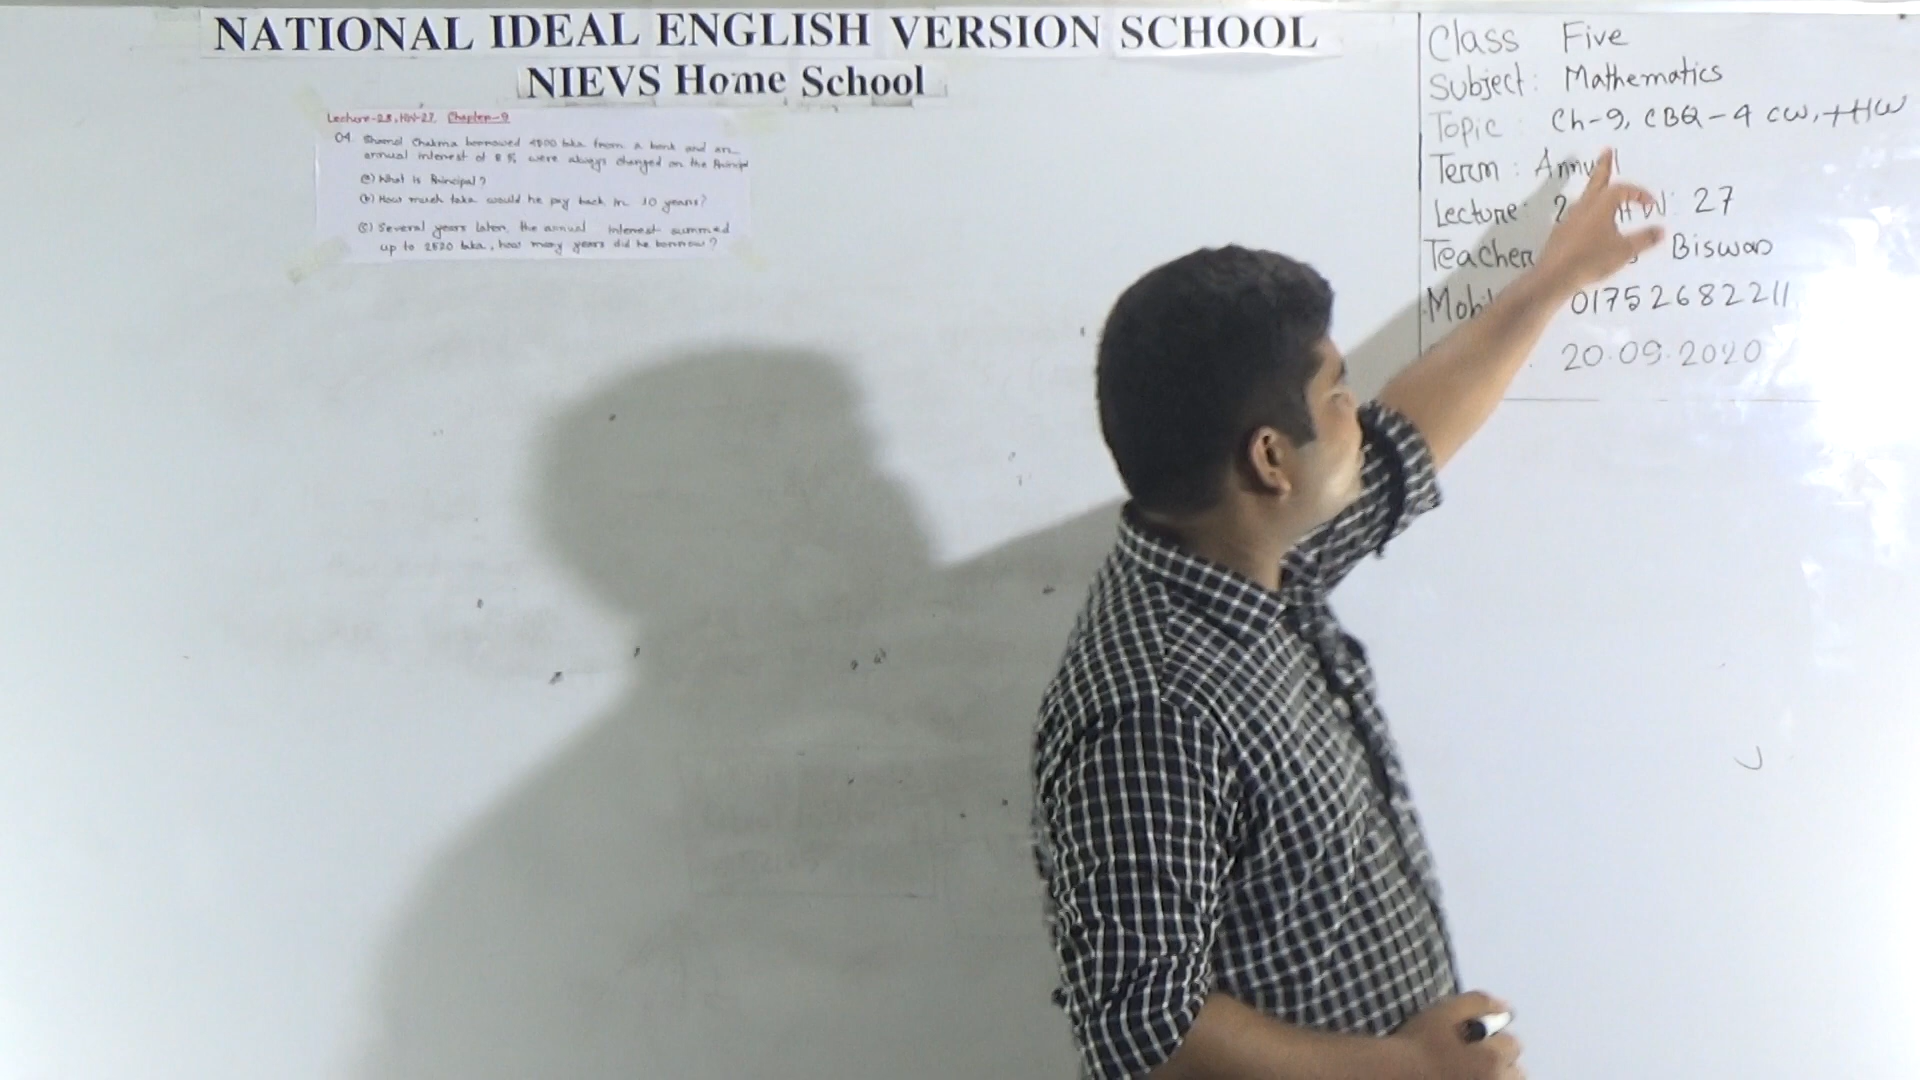 NATIONAL IDEAL ENGLISH VERSION SCHOOL
NIEVS Home School
Lecture-28, HW-27, Chapter-9
04. Shamol Chakma borrowed 4500 taka from a bank and an
annual interest of 8% were always charged on the Principal
(a) What is Principal?
(b) How much taka would he pay back in 10 years?
(c) Several years later, the annual interest summed
up to 2520 taka, how many years did he borrow?
Class Five
Subject: Mathematics
Topic : Ch-9, CBQ-4 CW, +HW
Term : Annual
Lecture: 2 HW: 27
Teacher Biswas
01752682211
20.09.2020